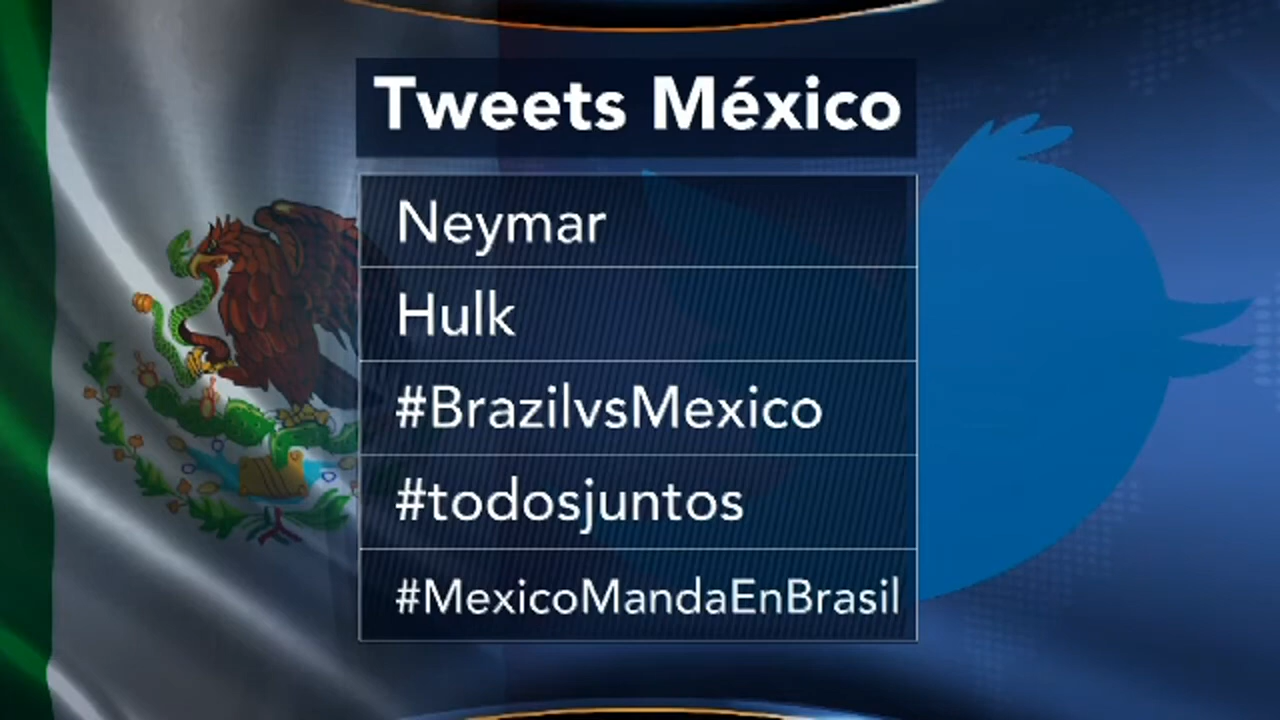 Tweets México
Neymar
Hulk
#BrazilvsMexico
#todosjuntos
#MexicoMandaEnBrasil